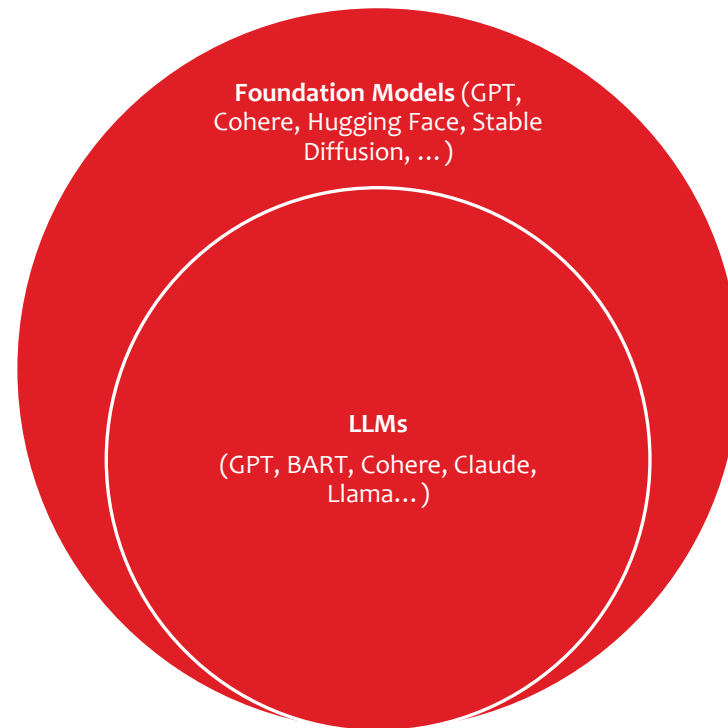 Foundation Models (GPT,
Cohere, Hugging Face, Stable
Diffusion, …)
LLMs
(GPT, BART, Cohere, Claude,
Llama…)